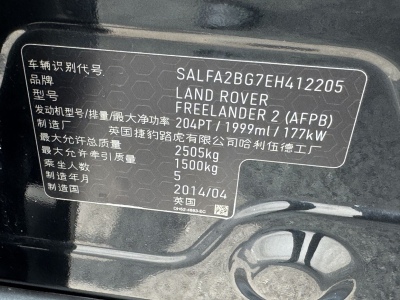 车辆识别代号 SALFA2BG7EH412205
品牌 LAND ROVER
型号: FREELANDER 2 (AFPB)
发动机型号/排量/最大净功率 204PT / 1999ml / 177kW
制造厂: 英国捷豹路虎有限公司哈利伍德工厂
最大允许总质量 2505kg
最大允许牵引质量 1500kg
乘坐人数 5
制造年月 2014/04
制造国 英国